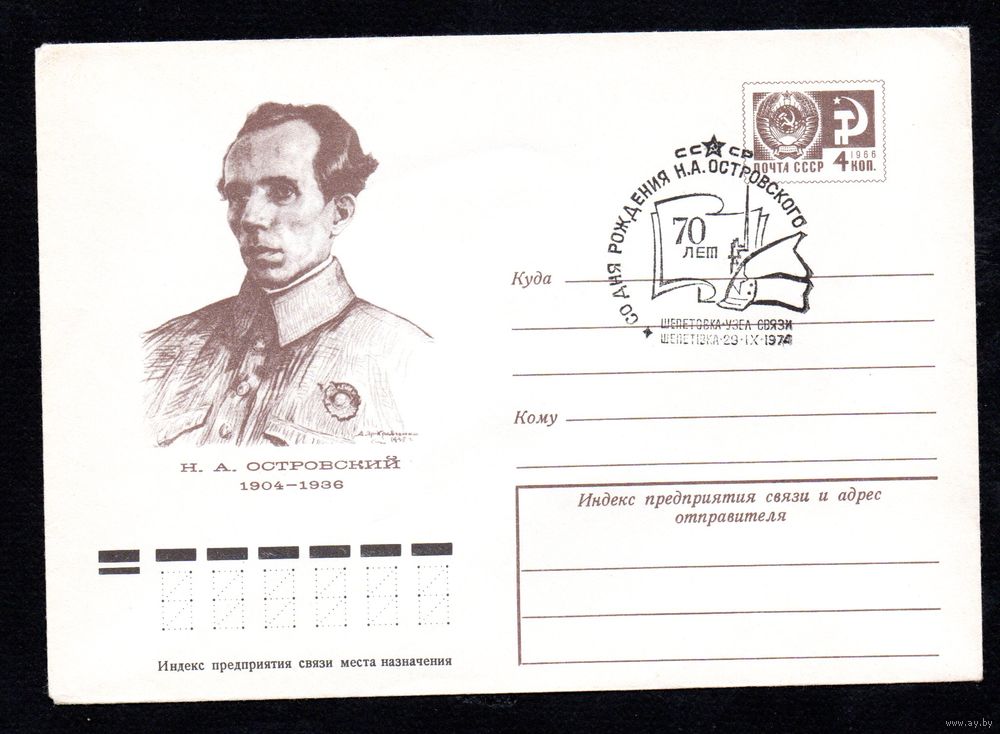 Н. А. ОСТРОВСКИЙ
1904–1936
Индекс предприятия связи места назначения
ПОЧТА СССР
1966
4 КОП.
СССР
СО ДНЯ РОЖДЕНИЯ Н.А. ОСТРОВСКОГО
70
ЛЕТ
ШЕПЕТОВКА-УЗЕЛ СВЯЗИ
ШЕПЕТІВКА-29-IX-1974
Куда
Кому
Индекс предприятия связи и адрес
отправителя
www.ay.by